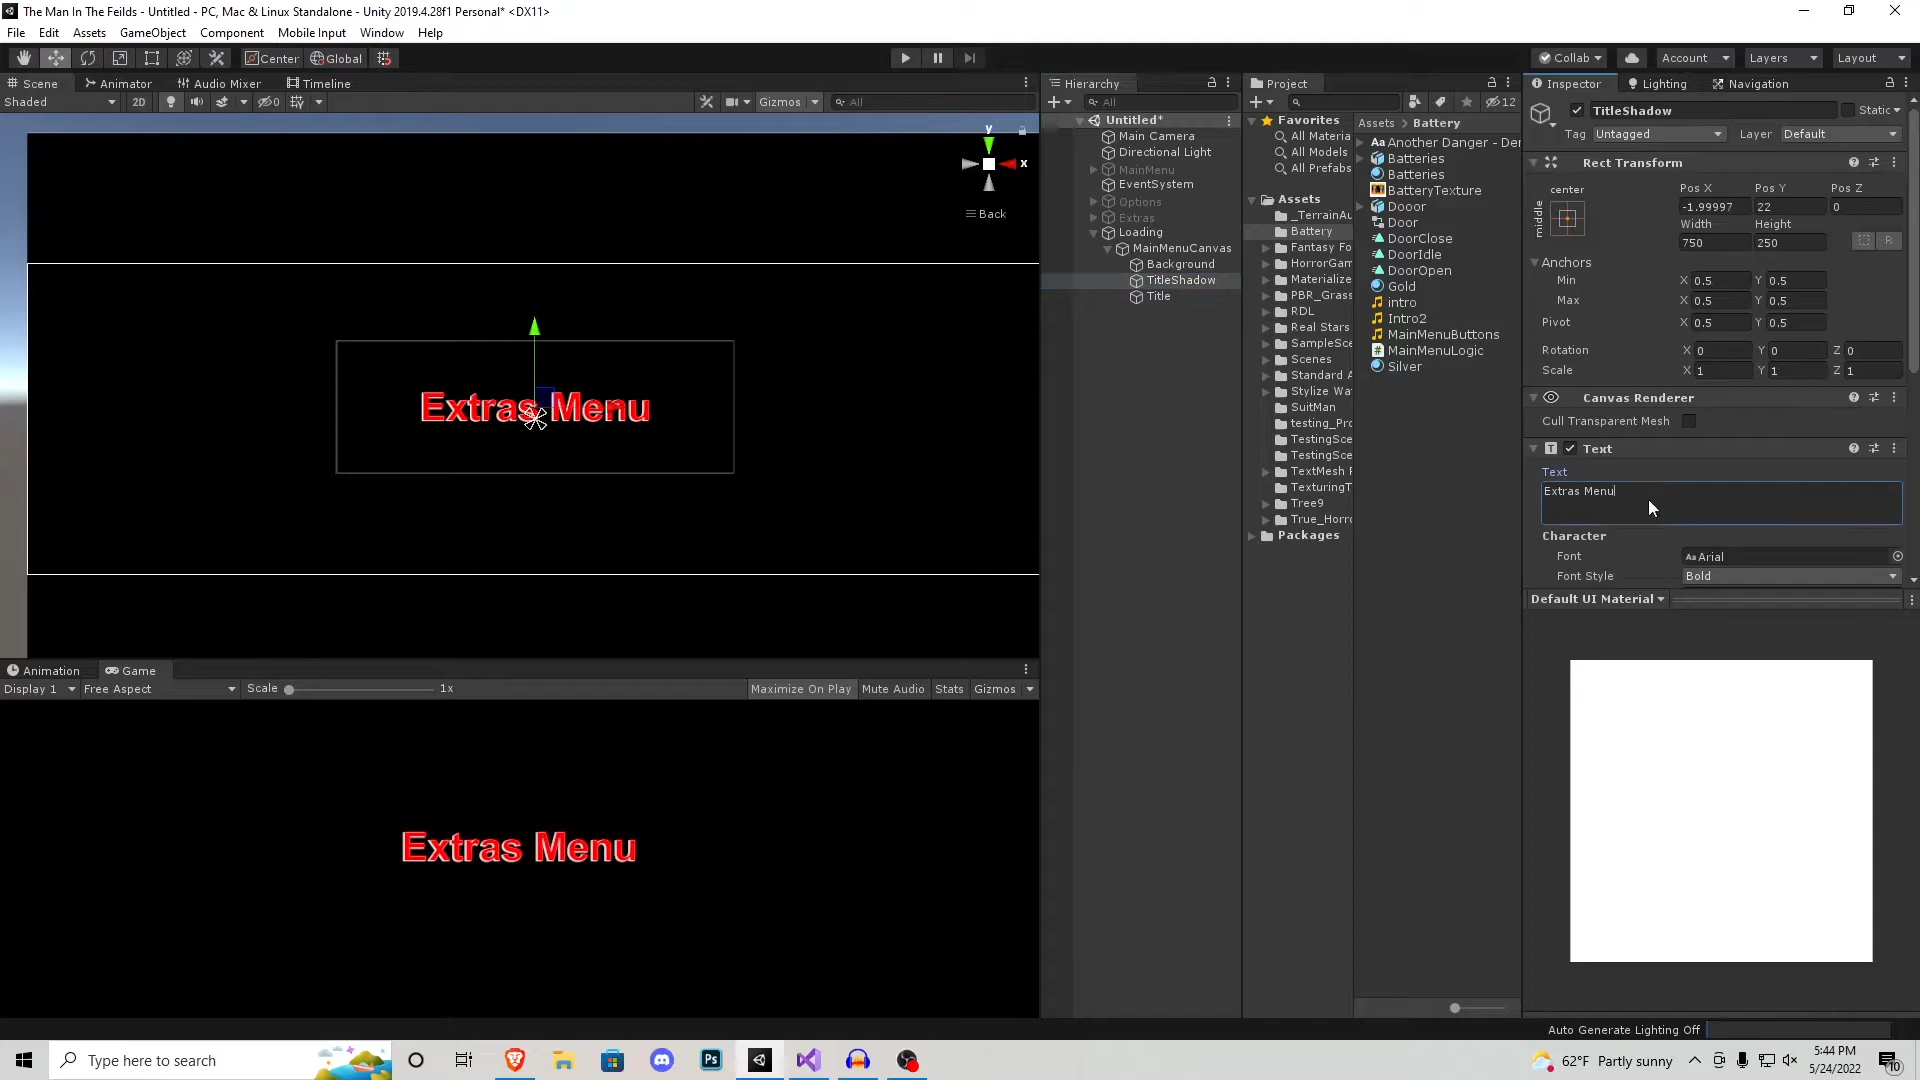 The Man In The Feilds - Untitled - PC, Mac & Linux Standalone - Unity 2019.4.28f1 Personal* <DX11>
File Edit Assets GameObject Component Mobile Input Window Help
Center Global
Collab Account Layers Layout
Scene Animator Audio Mixer Timeline
Shaded 2D 0 Gizmos All
y
x
Back
Extras Menu
Animation Game
Display 1 Free Aspect Scale 1x Maximize On Play Mute Audio Stats Gizmos
Extras Menu
Hierarchy
All
Untitled*
Main Camera
Directional Light
MainMenu
EventSystem
Options
Extras
Loading
MainMenuCanvas
Background
TitleShadow
Title
Project
12
Favorites
All Materia
All Models
All Prefabs
Assets
_TerrainAu
Battery
Fantasy Fo
HorrorGam
Materialize
PBR_Grass
RDL
Real Stars
SampleSce
Scenes
Standard A
Stylize Wa
SuitMan
testing_Pro
TestingSce
TestingSce
TextMesh P
TexturingT
Tree9
True_Horro
Packages
Assets > Battery
Another Danger - Der
Batteries
Batteries
BatteryTexture
Dooor
Door
DoorClose
DoorIdle
DoorOpen
Gold
intro
Intro2
MainMenuButtons
MainMenuLogic
Silver
Inspector Lighting Navigation
TitleShadow Static
Tag Untagged Layer Default
Rect Transform
center
middle
Pos X Pos Y Pos Z
-1.99997 22 0
Width Height
750 250 R
Anchors
Min X 0.5 Y 0.5
Max X 0.5 Y 0.5
Pivot X 0.5 Y 0.5
Rotation X 0 Y 0 Z 0
Scale X 1 Y 1 Z 1
Canvas Renderer
Cull Transparent Mesh
T Text
Text
Extras Menu
Character
Font Aa Arial
Font Style Bold
Default UI Material
Auto Generate Lighting Off
Type here to search
Ps
62°F Partly sunny
5:44 PM
5/24/2022
10